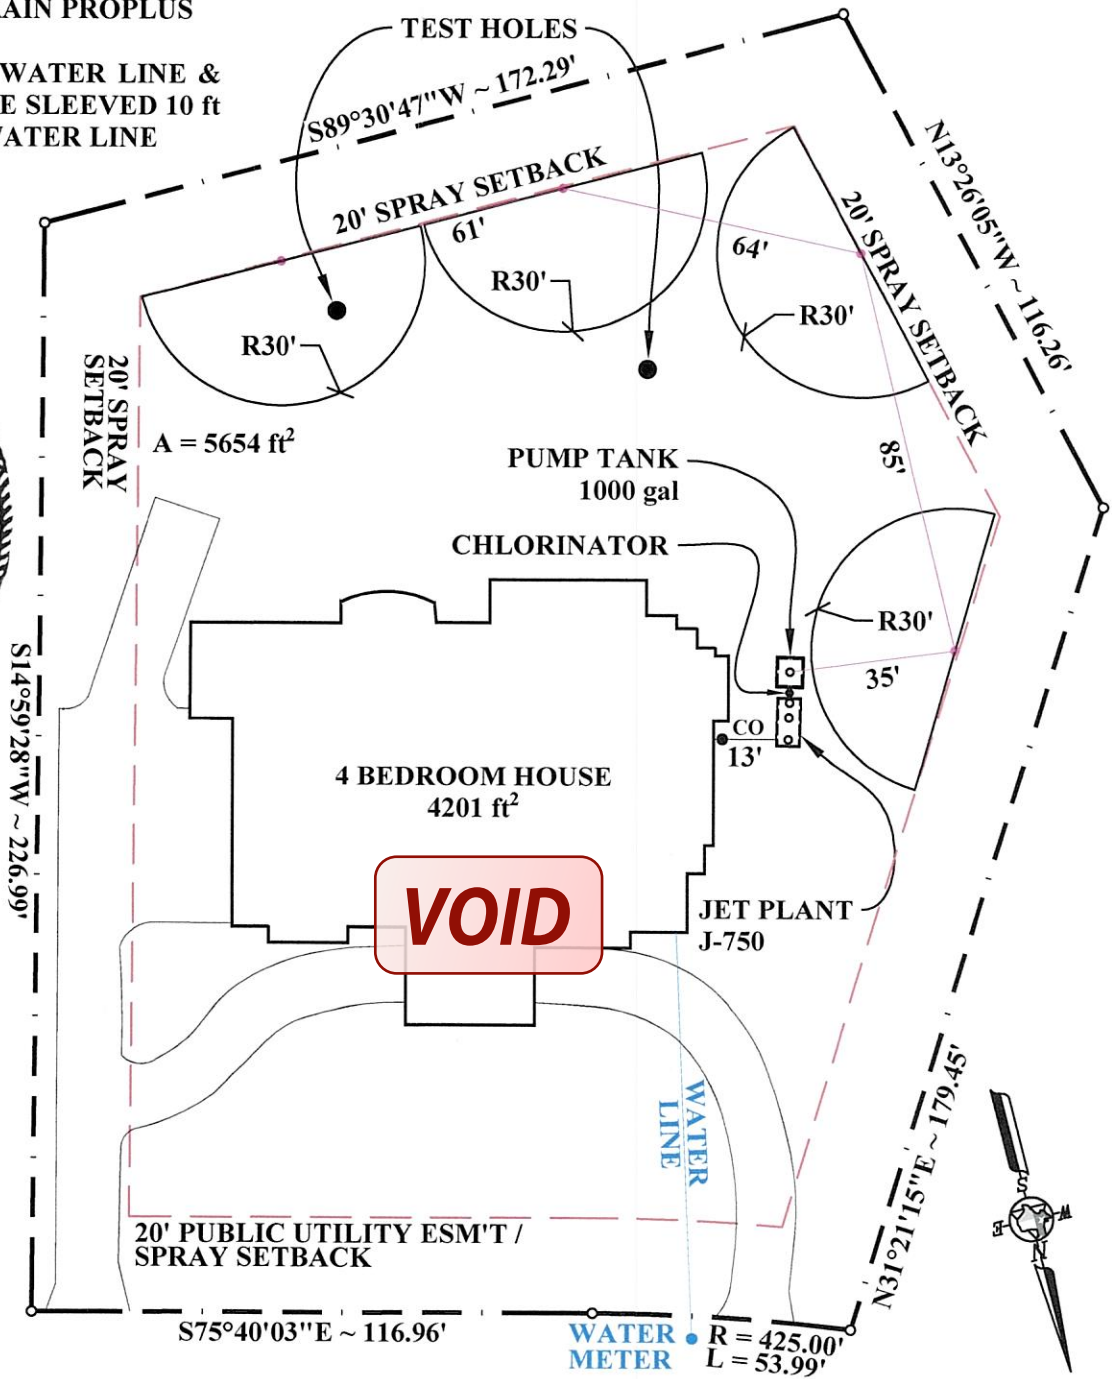 AIN PROPLUS
WATER LINE &
E SLEEVED 10 ft
ATER LINE
TEST HOLES
S89°30'47"W ~ 172.29'
N13°26'05"W ~ 116.26'
20' SPRAY SETBACK
61'
64'
20' SPRAY SETBACK
R30'
R30'
R30'
20' SPRAY
SETBACK
A = 5654 ft²
85'
PUMP TANK
1000 gal
CHLORINATOR
R30'
35'
S14°59'28"W ~ 226.99'
CO
13'
4 BEDROOM HOUSE
4201 ft²
VOID
JET PLANT
J-750
WATER
LINE
N31°21'15"E ~ 179.45'
S
E
W
N
20' PUBLIC UTILITY ESM'T /
SPRAY SETBACK
S75°40'03"E ~ 116.96'
WATER
METER
R = 425.00'
L = 53.99'